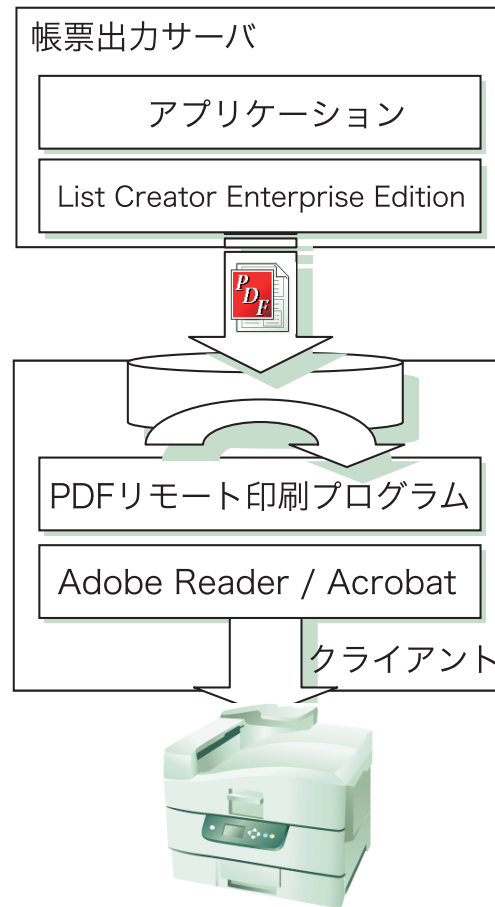 帳票出力サーバ
アプリケーション
List Creator Enterprise Edition
PDF
PDFリモート印刷プログラム
Adobe Reader / Acrobat
クライアント